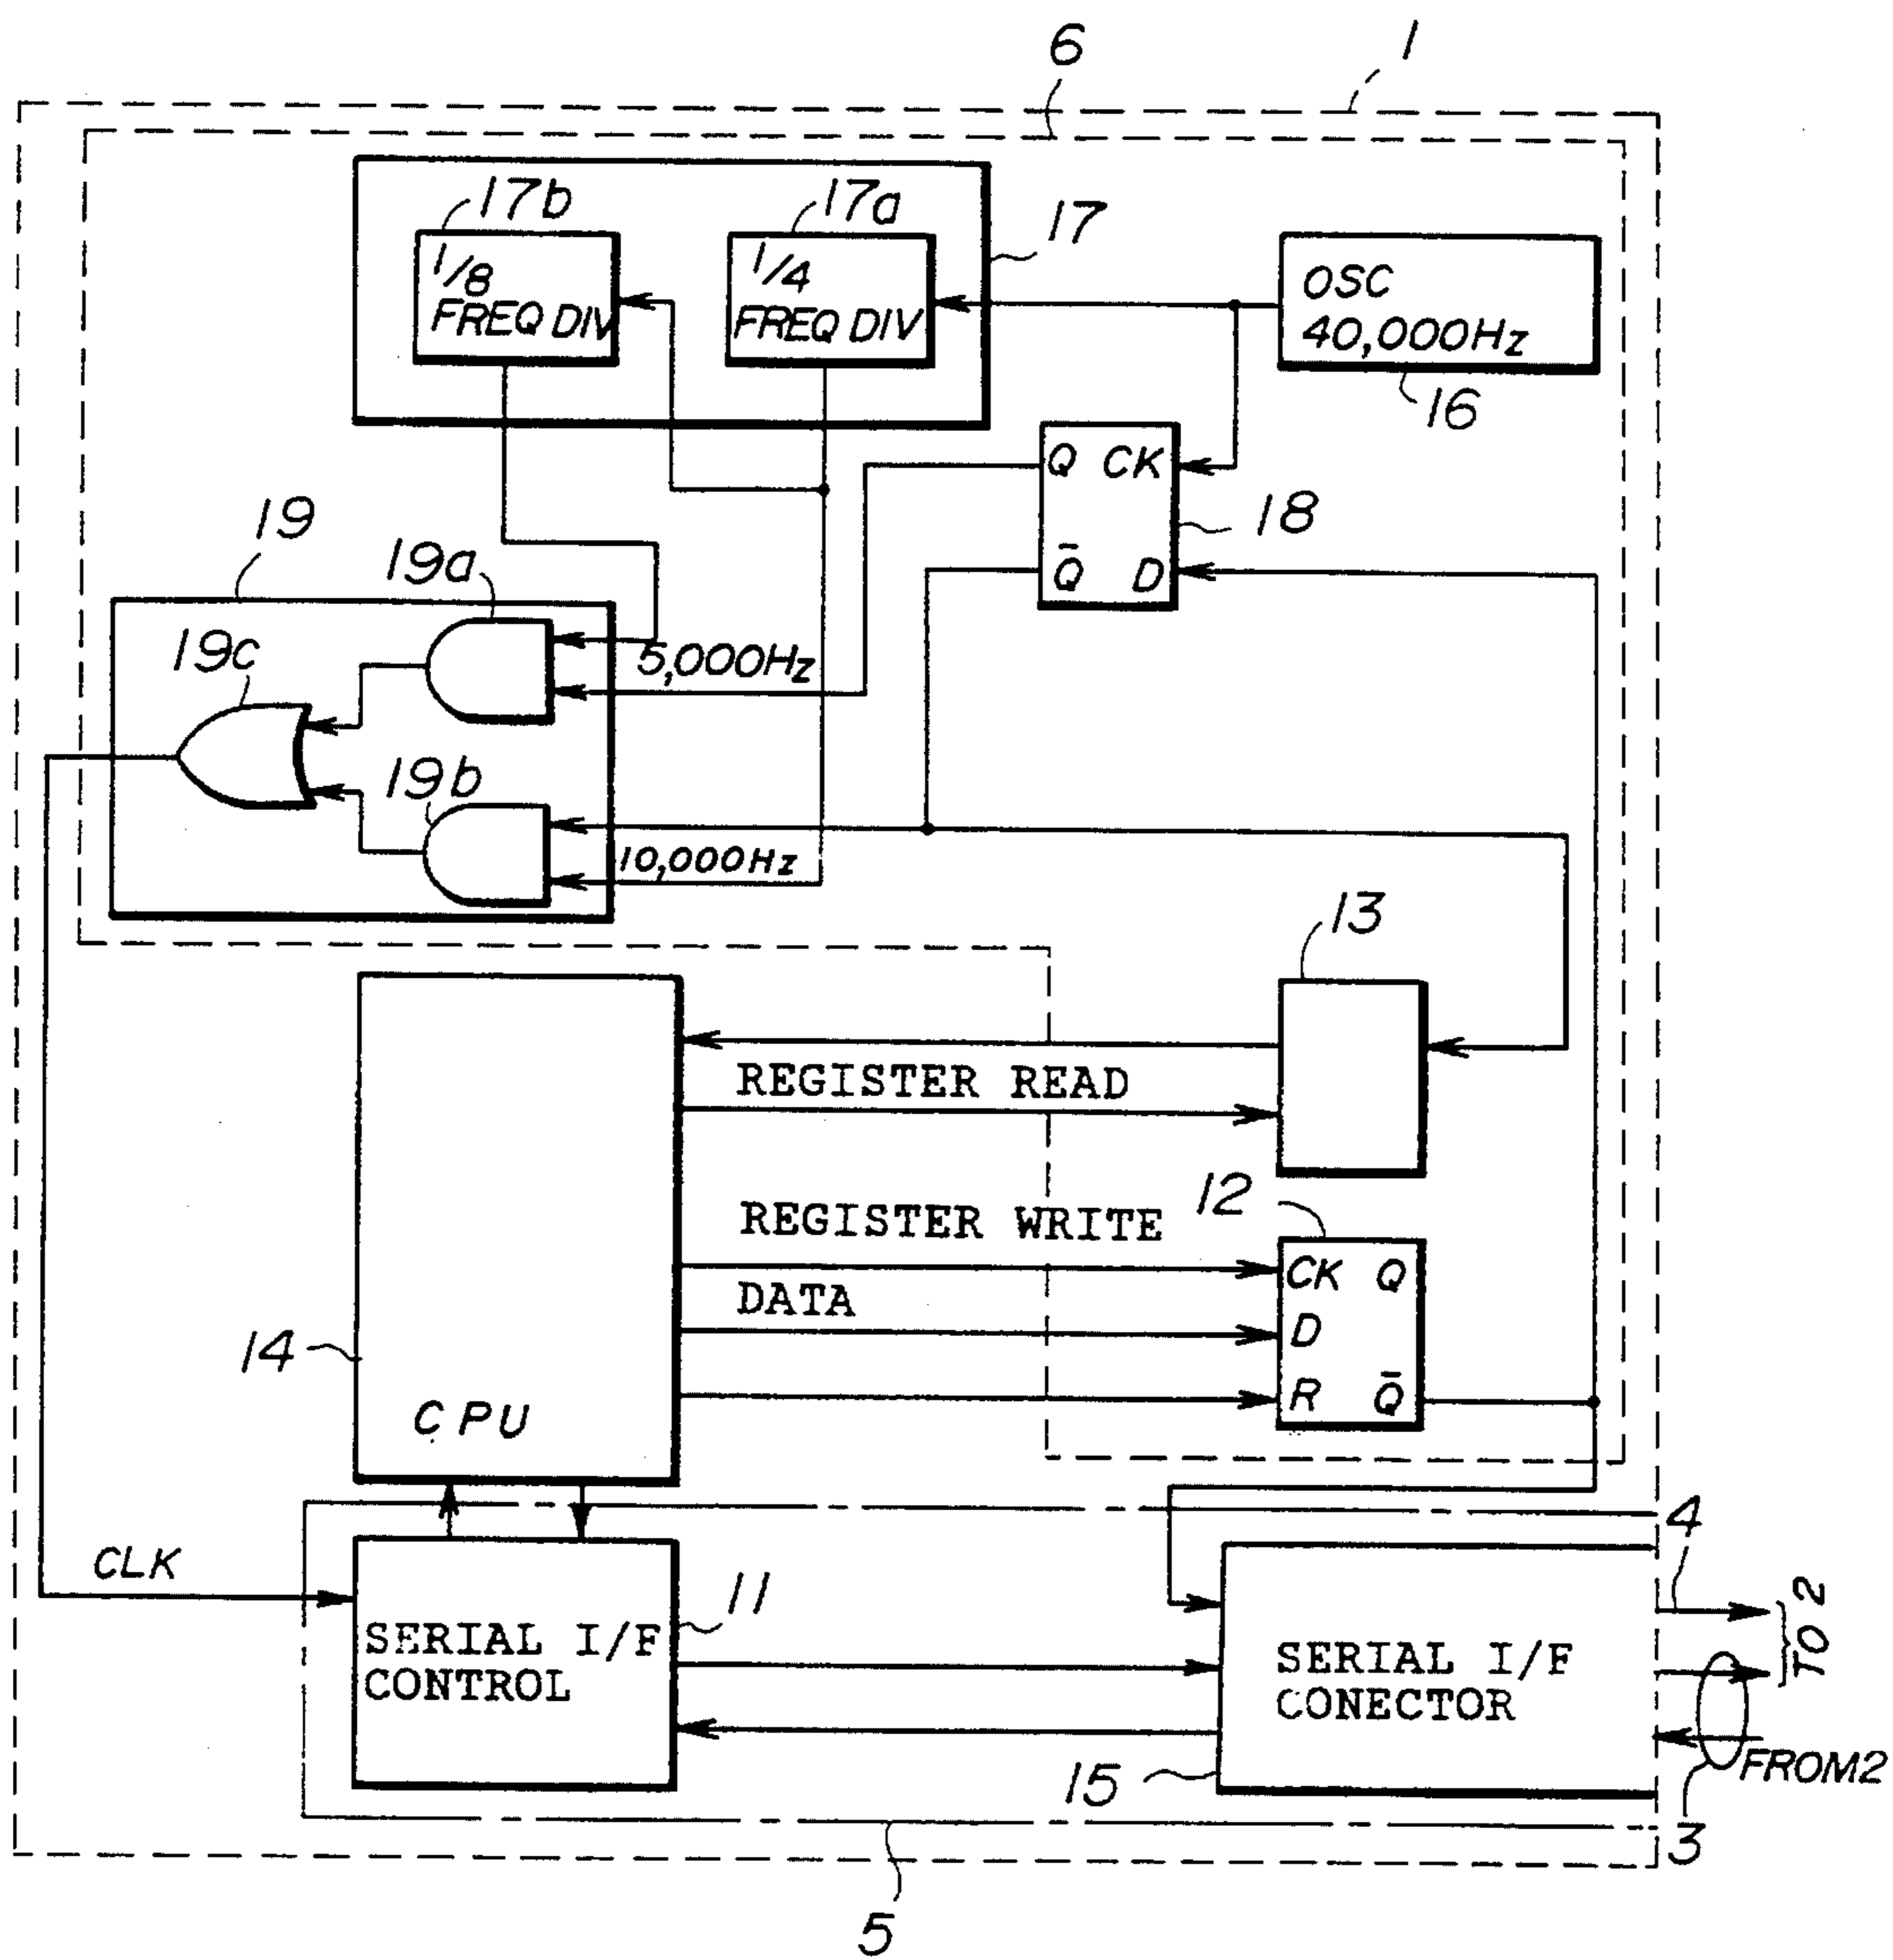 1
6
17b
17a
17
1/8
FREQ DIV
1/4
FREQ DIV
OSC
40,000Hz
16
Q CK
18
Q̄ D
19
19a
19c
5,000Hz
19b
10,000Hz
13
REGISTER READ
REGISTER WRITE
12
CK Q
DATA
D
14
R Q̄
CPU
4
CLK
11
TO 2
SERIAL I/F
CONTROL
SERIAL I/F
CONECTOR
15
FROM2
3
5